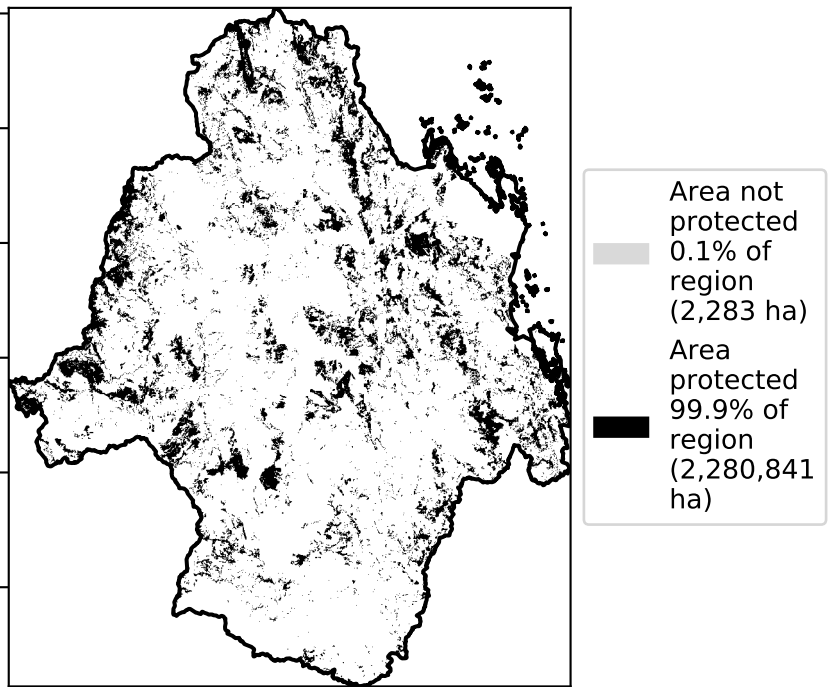 Area not
protected
0.1% of
region
(2,283 ha)
Area
protected
99.9% of
region
(2,280,841
ha)